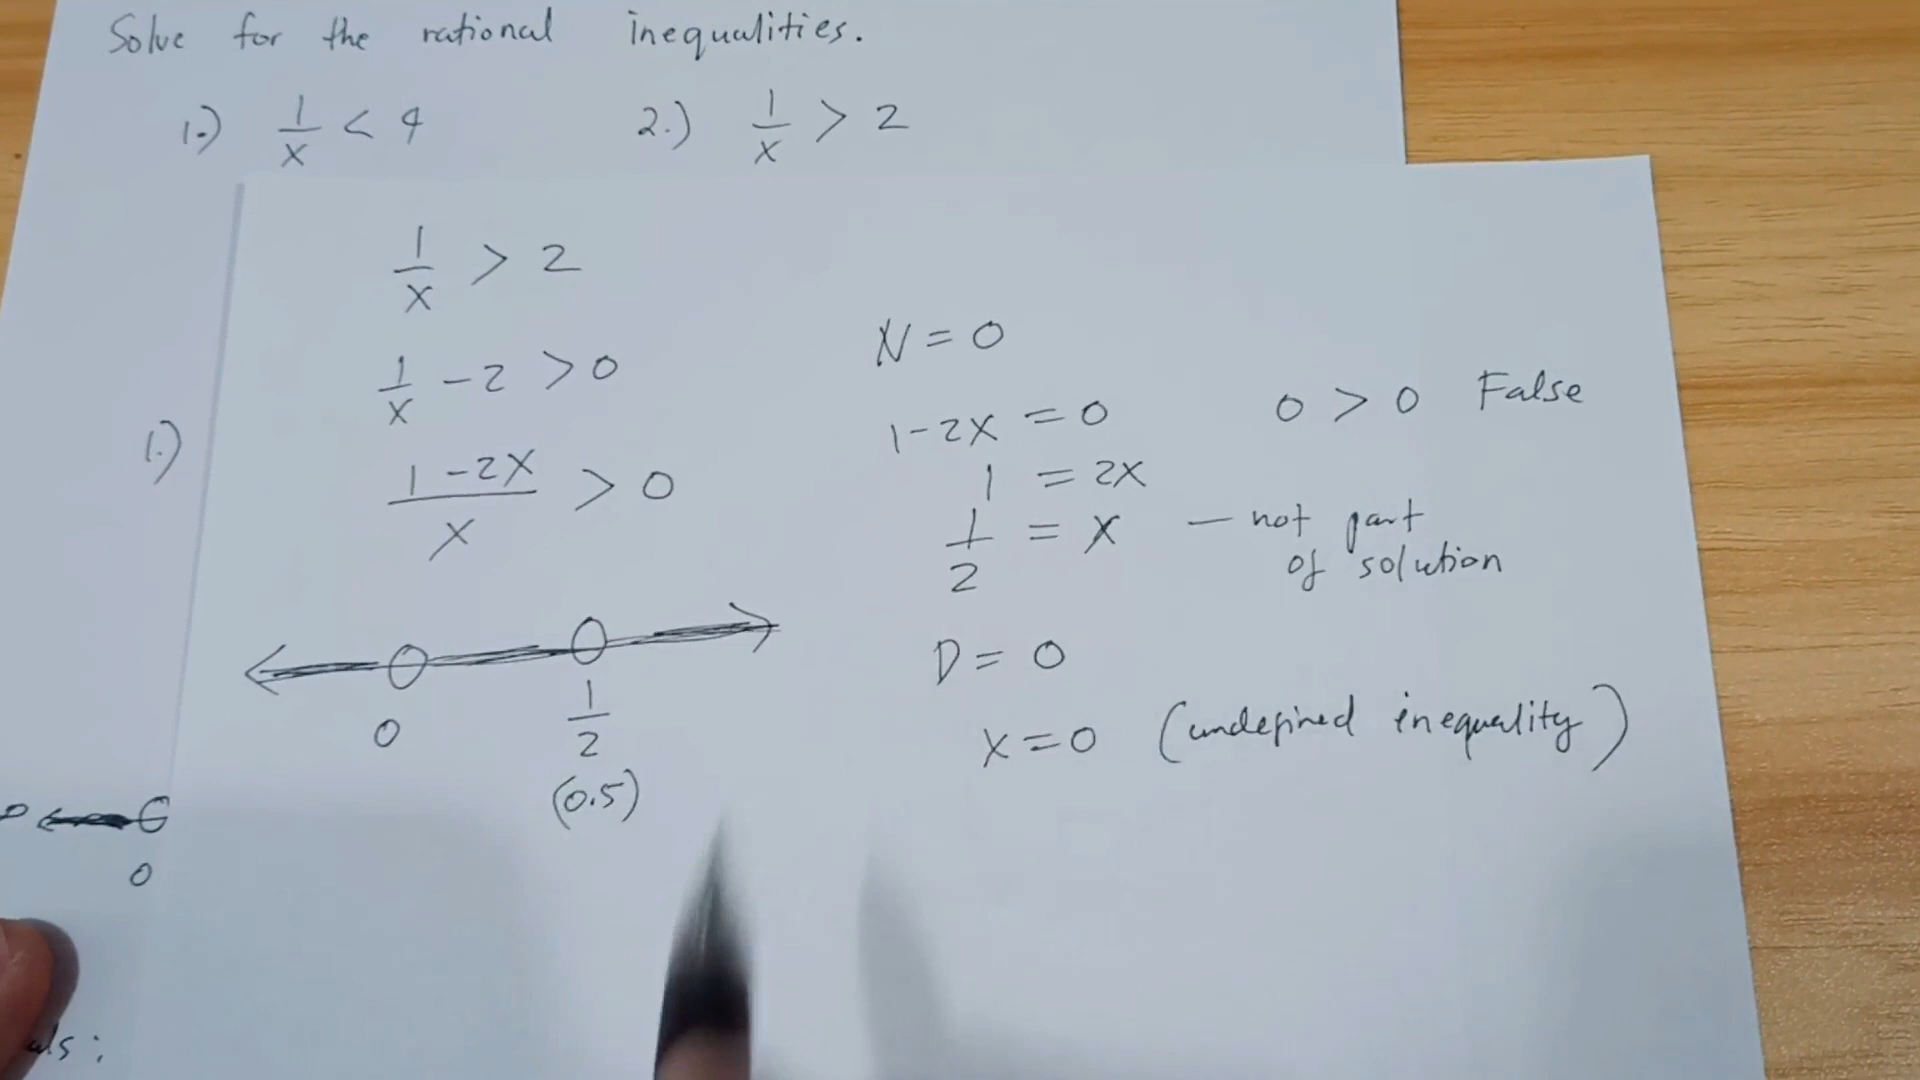 Solve for the rational inequalities.
1.) 1/x < 4
2.) 1/x > 2
1/x > 2
1/x - 2 > 0
1.)
(1 - 2x)/x > 0
0
1/2
(0.5)
N = 0
1 - 2x = 0
0 > 0 False
1 = 2x
1/2 = x — not part
of solution
D = 0
x = 0 (undefined inequality)
0